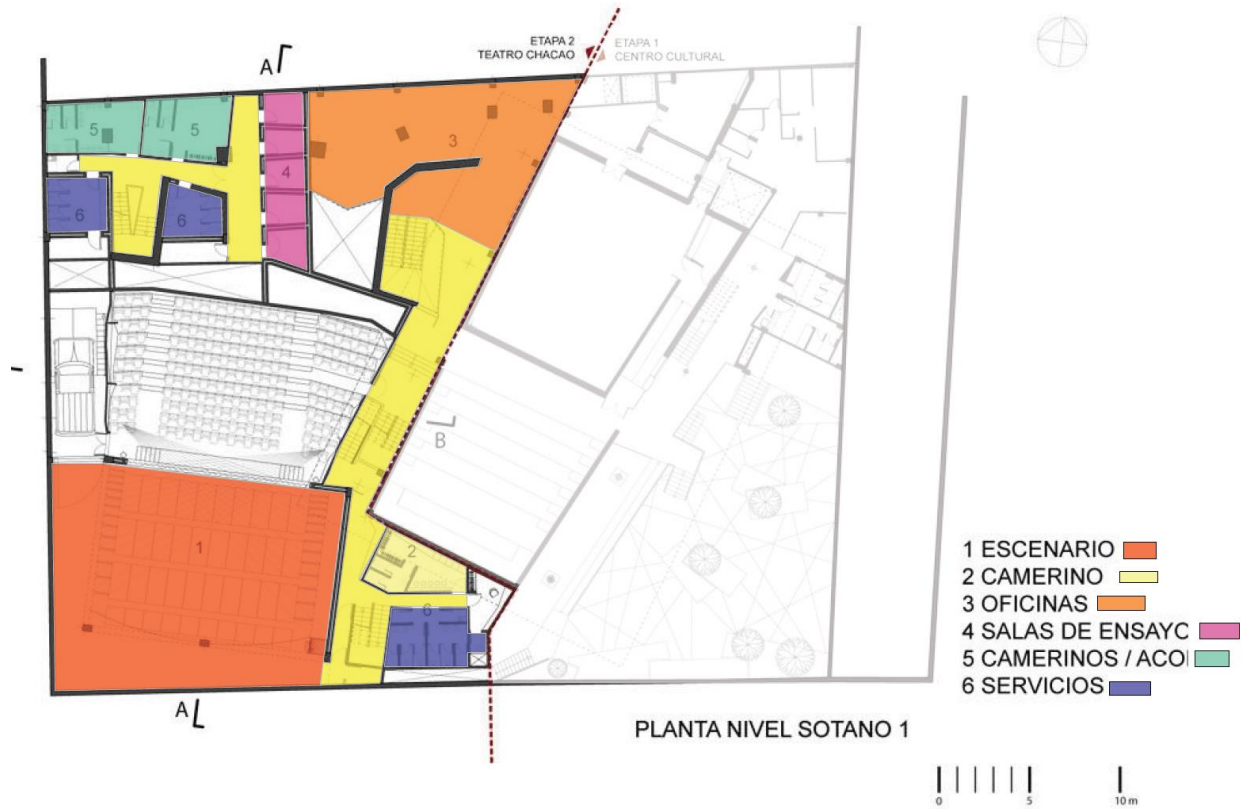 ETAPA 2
TEATRO CHACAO
ETAPA 1
CENTRO CULTURAL
A
5
5
3
4
6
6
B
2
1
6
C
A
1 ESCENARIO
2 CAMERINO
3 OFICINAS
4 SALAS DE ENSAYC
5 CAMERINOS / ACO
6 SERVICIOS
PLANTA NIVEL SOTANO 1
0 5 10 m